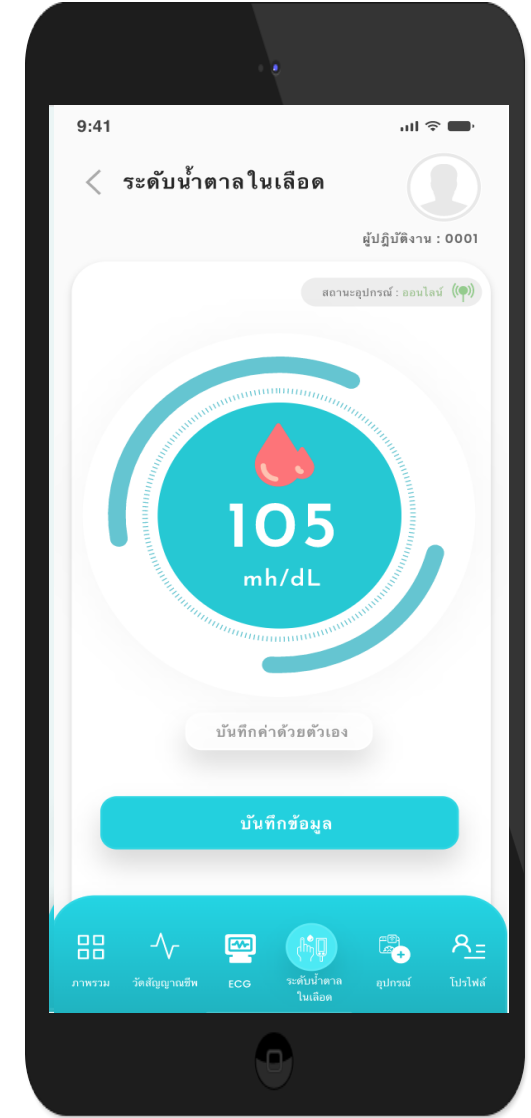 9:41
ระดับน้ำตาลในเลือด
ผู้ปฎิบัติงาน : 0001
สถานะอุปกรณ์ : ออนไลน์
105
mh/dL
บันทึกค่าด้วยตัวเอง
บันทึกข้อมูล
ภาพรวม
วัดสัญญาณชีพ
ECG
ระดับน้ำตาล
ในเลือด
อุปกรณ์
โปรไฟล์